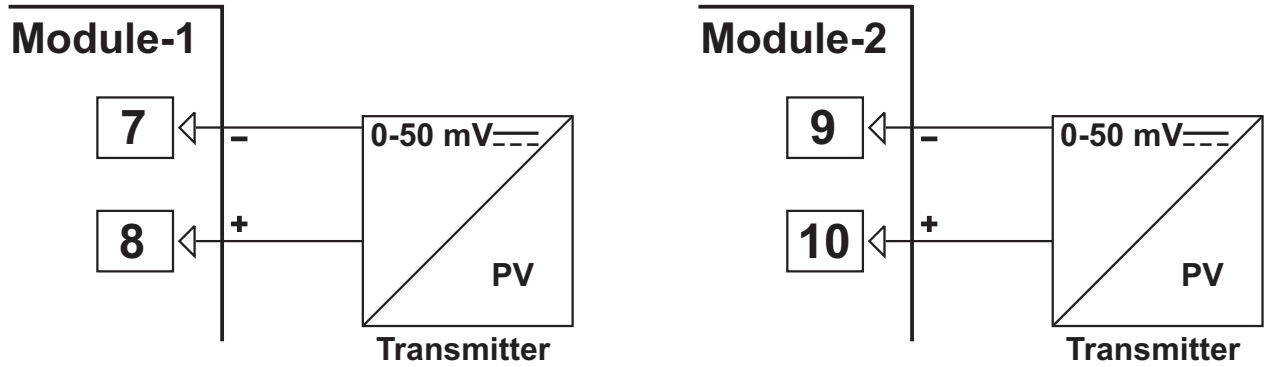 Module-1
7
−
0-50 mV
8
+
PV
Transmitter
Module-2
9
−
0-50 mV
10
+
PV
Transmitter